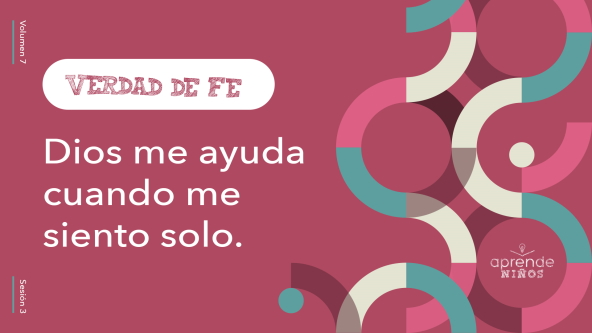 Volumen 7
VERDAD DE FE
Dios me ayuda
cuando me
siento solo.
Sesión 3
aprende
NIÑOS